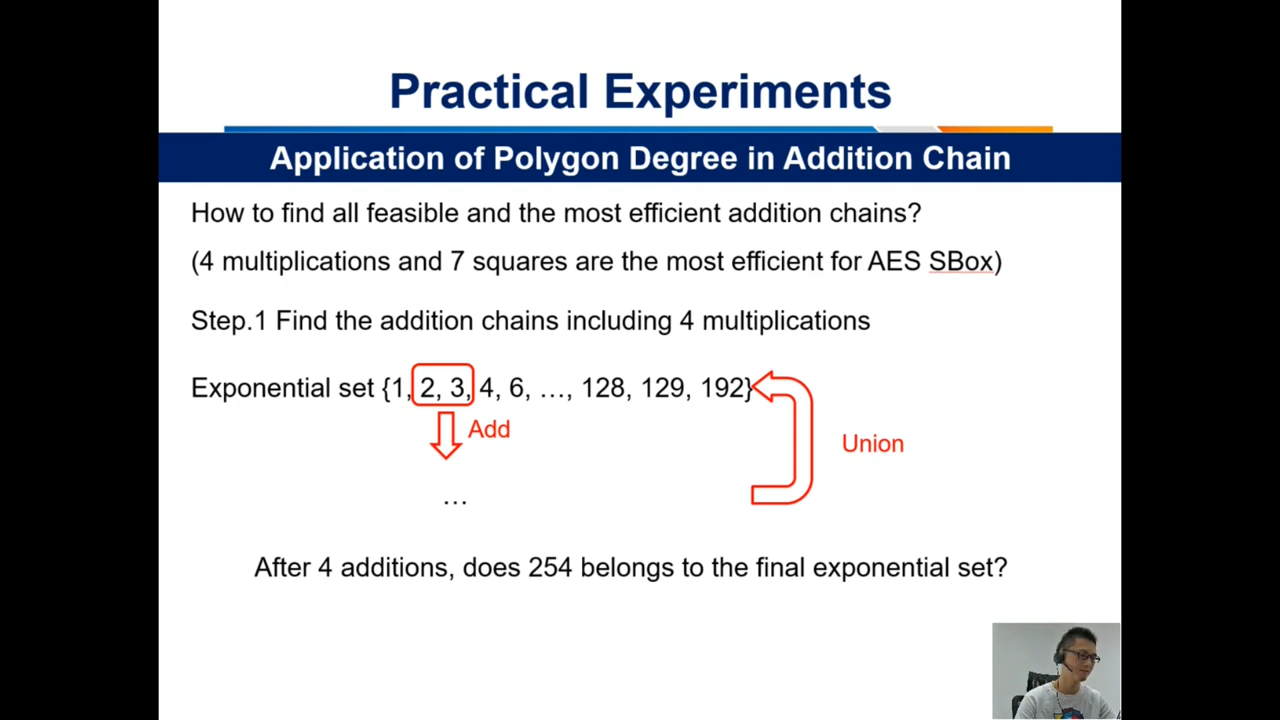 Practical Experiments
Application of Polygon Degree in Addition Chain
How to find all feasible and the most efficient addition chains?
(4 multiplications and 7 squares are the most efficient for AES SBox)
Step.1 Find the addition chains including 4 multiplications
Exponential set {1, 2, 3, 4, 6, …, 128, 129, 192}
Add
Union
…
After 4 additions, does 254 belongs to the final exponential set?